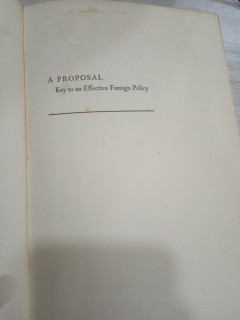 A PROPOSAL
Key to an Effective Foreign Policy